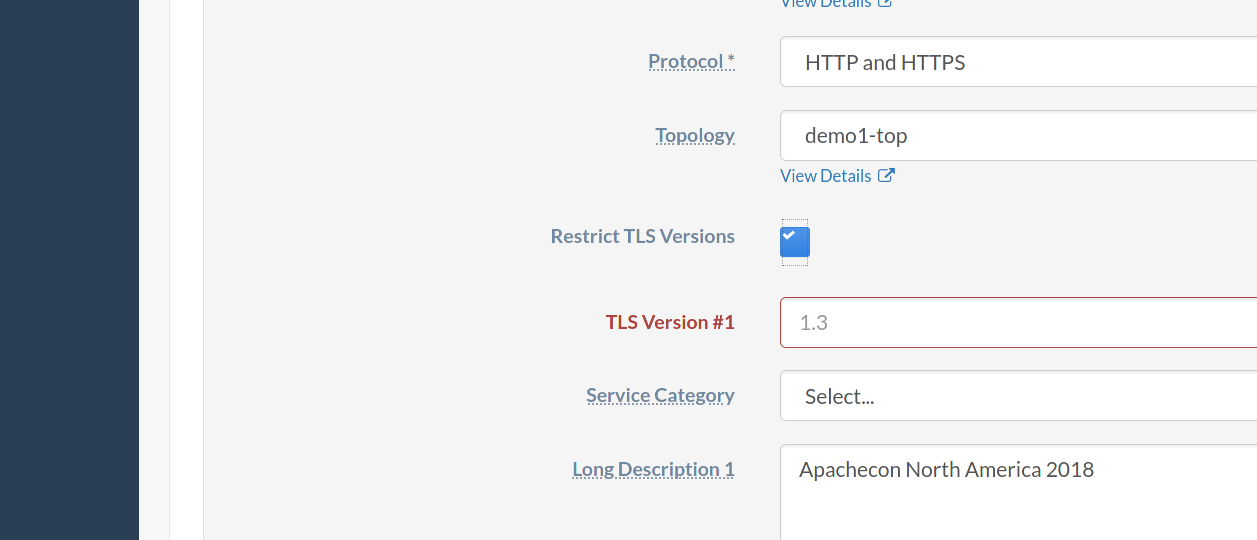 View Details
Protocol *
HTTP and HTTPS
Topology
demo1-top
View Details
Restrict TLS Versions
TLS Version #1
1.3
Service Category
Select...
Long Description 1
Apachecon North America 2018